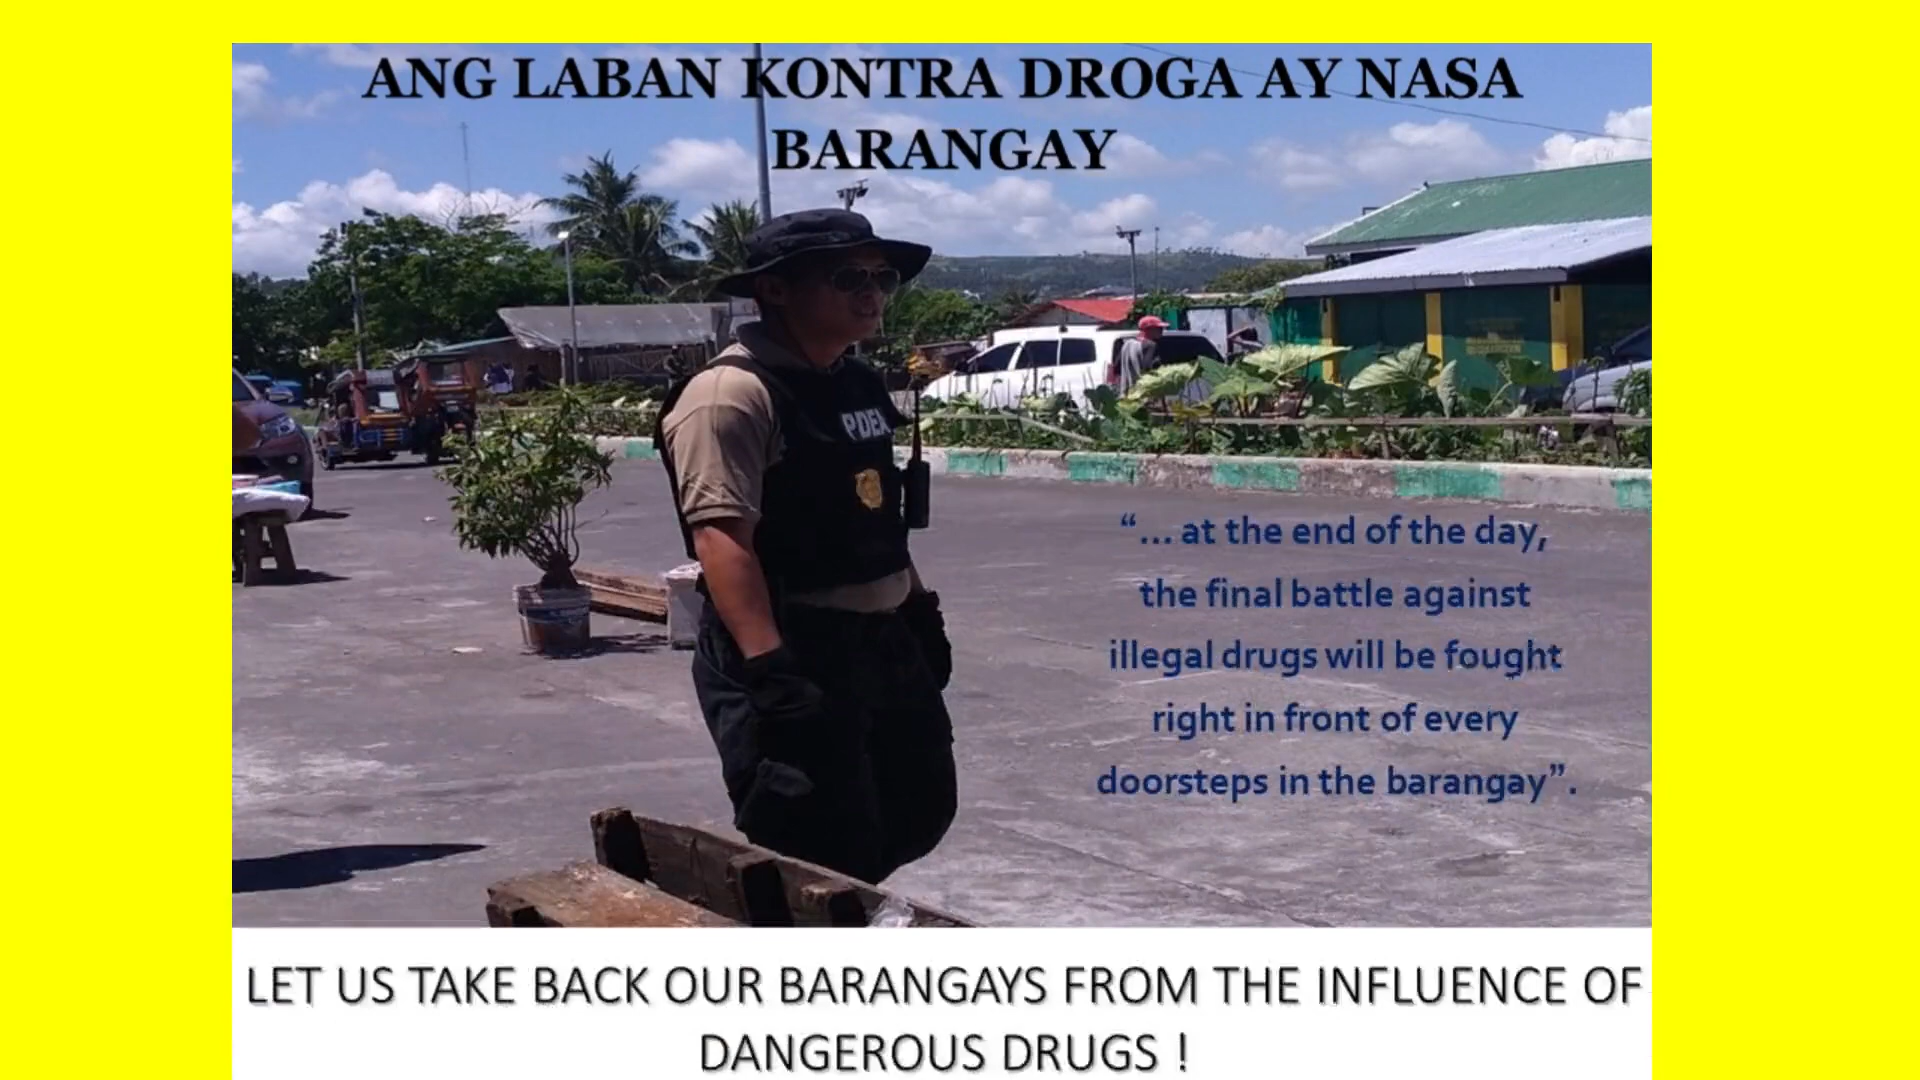 ANG LABAN KONTRA DROGA AY NASA
BARANGAY
PDEA
“... at the end of the day,
the final battle against
illegal drugs will be fought
right in front of every
doorsteps in the barangay”.
LET US TAKE BACK OUR BARANGAYS FROM THE INFLUENCE OF
DANGEROUS DRUGS !